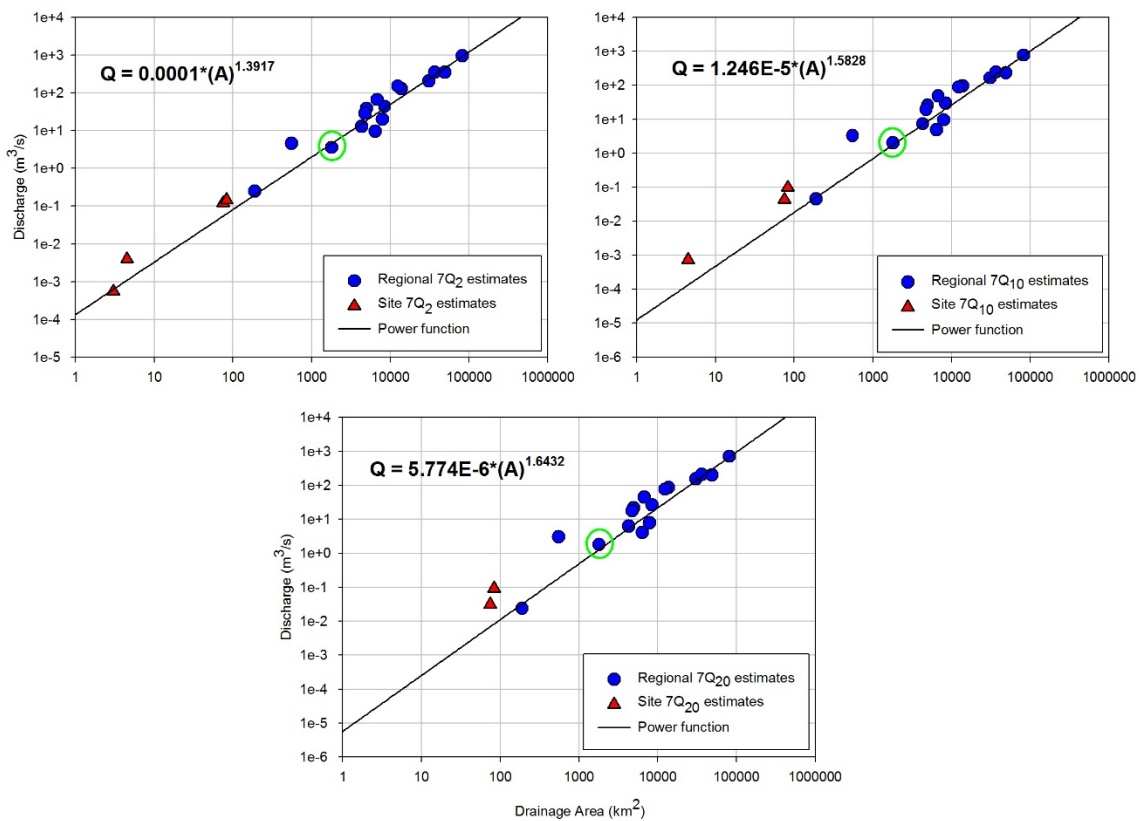 Q = 0.0001*(A)^1.3917
Discharge (m³/s)
1e+4
1e+3
1e+2
1e+1
1e+0
1e-1
1e-2
1e-3
1e-4
1e-5
Regional 7Q₂ estimates
Site 7Q₂ estimates
Power function
1 10 100 1000 10000 100000 1000000
Q = 1.246E-5*(A)^1.5828
1e+4
1e+3
1e+2
1e+1
1e+0
1e-1
1e-2
1e-3
1e-4
1e-5
1e-6
Regional 7Q₁₀ estimates
Site 7Q₁₀ estimates
Power function
1 10 100 1000 10000 100000 1000000
Q = 5.774E-6*(A)^1.6432
Discharge (m³/s)
1e+4
1e+3
1e+2
1e+1
1e+0
1e-1
1e-2
1e-3
1e-4
1e-5
1e-6
Regional 7Q₂₀ estimates
Site 7Q₂₀ estimates
Power function
1 10 100 1000 10000 100000 1000000
Drainage Area (km²)